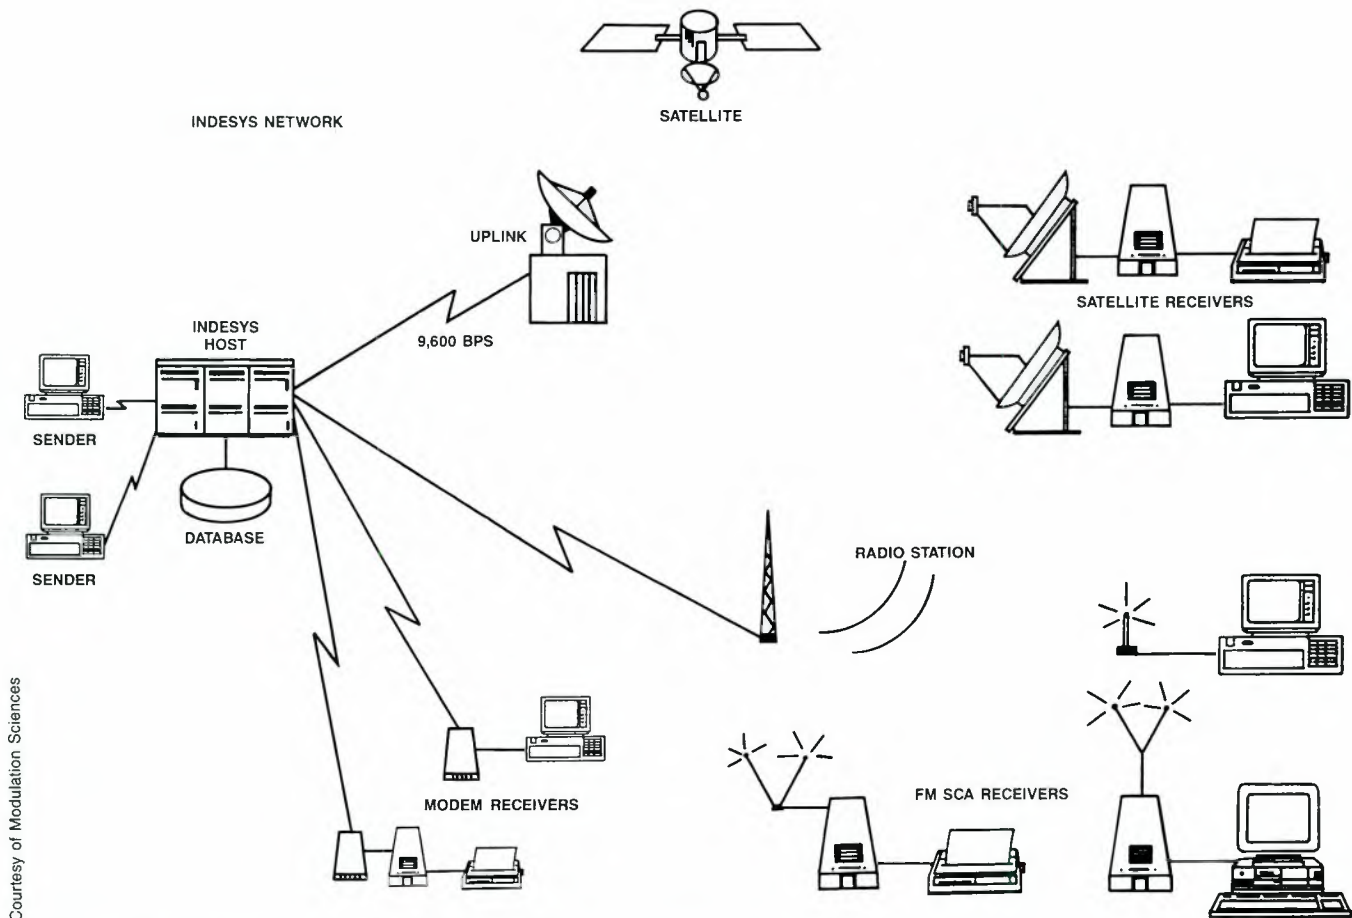 SATELLITE
INDESYS NETWORK
UPLINK
SATELLITE RECEIVERS
INDESYS
HOST
9,600 BPS
SENDER
DATABASE
SENDER
RADIO STATION
MODEM RECEIVERS
FM SCA RECEIVERS
Courtesy of Modulation Sciences